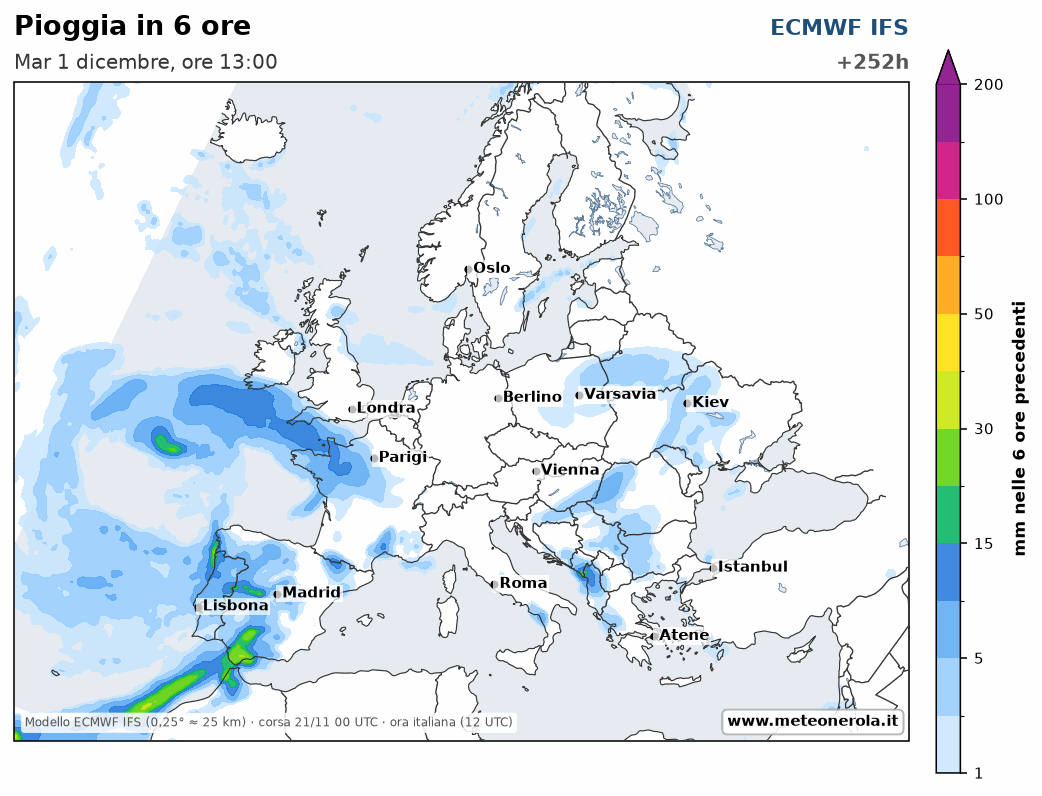 Pioggia in 6 ore
ECMWF IFS
Mar 1 dicembre, ore 13:00
+252h
200
100
50
30
15
5
1
mm nelle 6 ore precedenti
Oslo
Londra
Berlino
Varsavia
Kiev
Parigi
Vienna
Istanbul
Roma
Madrid
Lisbona
Atene
Modello ECMWF IFS (0,25° ≈ 25 km) · corsa 21/11 00 UTC · ora italiana (12 UTC)
www.meteonerola.it